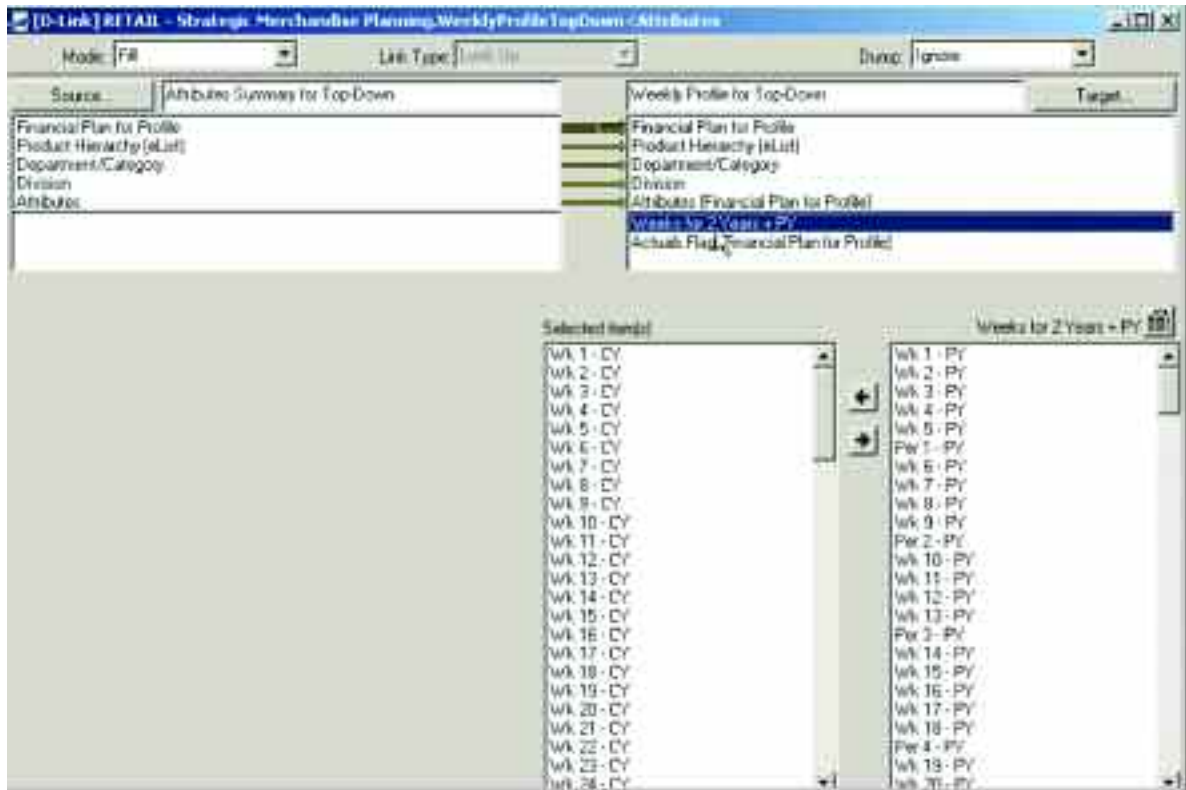 [D-Link] RETAIL - Strategic Merchandise Planning.WeeklyProfileTopDown<Attributes
Mode: Fill Link Type: Look Up Dump: Ignore
Source... Attributes Summary for Top-Down Weekly Profile for Top-Down Target...
Financial Plan for Profile
Product Hierarchy {eList}
Department/Category
Division
Attributes
Financial Plan for Profile
Product Hierarchy {eList}
Department/Category
Division
Attributes [Financial Plan for Profile]
Weeks for 2 Years + PY
Actuals Flag Financial Plan for Profile]
Selected item(s)
Wk 1 - CY
Wk 2 - CY
Wk 3 - CY
Wk 4 - CY
Wk 5 - CY
Wk 6 - CY
Wk 7 - CY
Wk 8 - CY
Wk 9 - CY
Wk 10 - CY
Wk 11 - CY
Wk 12 - CY
Wk 13 - CY
Wk 14 - CY
Wk 15 - CY
Wk 16 - CY
Wk 17 - CY
Wk 18 - CY
Wk 19 - CY
Wk 20 - CY
Wk 21 - CY
Wk 22 - CY
Wk 23 - CY
Wk 24 - CY
Weeks for 2 Years + PY
Wk 1 - PY
Wk 2 - PY
Wk 3 - PY
Wk 4 - PY
Wk 5 - PY
Per 1 - PY
Wk 6 - PY
Wk 7 - PY
Wk 8 - PY
Wk 9 - PY
Per 2 - PY
Wk 10 - PY
Wk 11 - PY
Wk 12 - PY
Wk 13 - PY
Per 3 - PY
Wk 14 - PY
Wk 15 - PY
Wk 16 - PY
Wk 17 - PY
Wk 18 - PY
Per 4 - PY
Wk 19 - PY
Wk 20 - PY